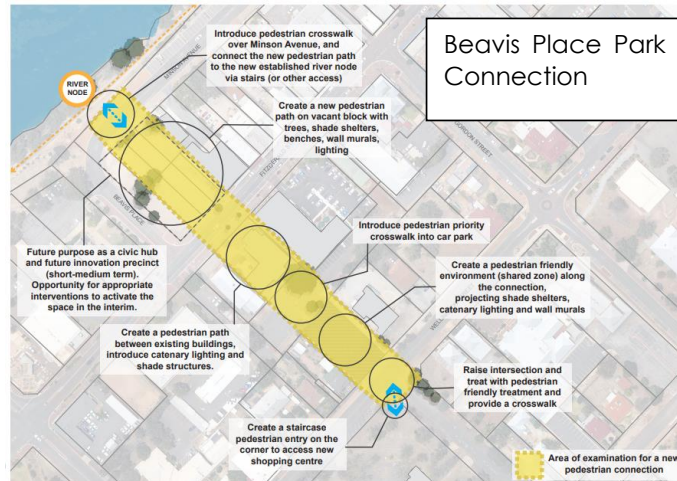 Beavis Place Park
Connection
Introduce pedestrian crosswalk
over Minson Avenue, and
connect the new pedestrian path
to the new established river node
via stairs (or other access)
MINSON AVENUE
RIVER
NODE
Create a new pedestrian
path on vacant block with
trees, shade shelters,
benches, wall murals,
lighting
GORDON STREET
BEAVIS PLACE
Introduce pedestrian priority
crosswalk into car park
Future purpose as a civic hub
and future innovation precinct
(short-medium term).
Opportunity for appropriate
interventions to activate the
space in the interim.
Create a pedestrian friendly
environment (shared zone) along
the connection,
projecting shade shelters,
catenary lighting and wall murals
Create a pedestrian path
between existing buildings,
introduce catenary lighting and
shade structures.
Raise intersection and
treat with pedestrian
friendly treatment and
provide a crosswalk
Create a staircase
pedestrian entry on the
corner to access new
shopping centre
Area of examination for a new
pedestrian connection